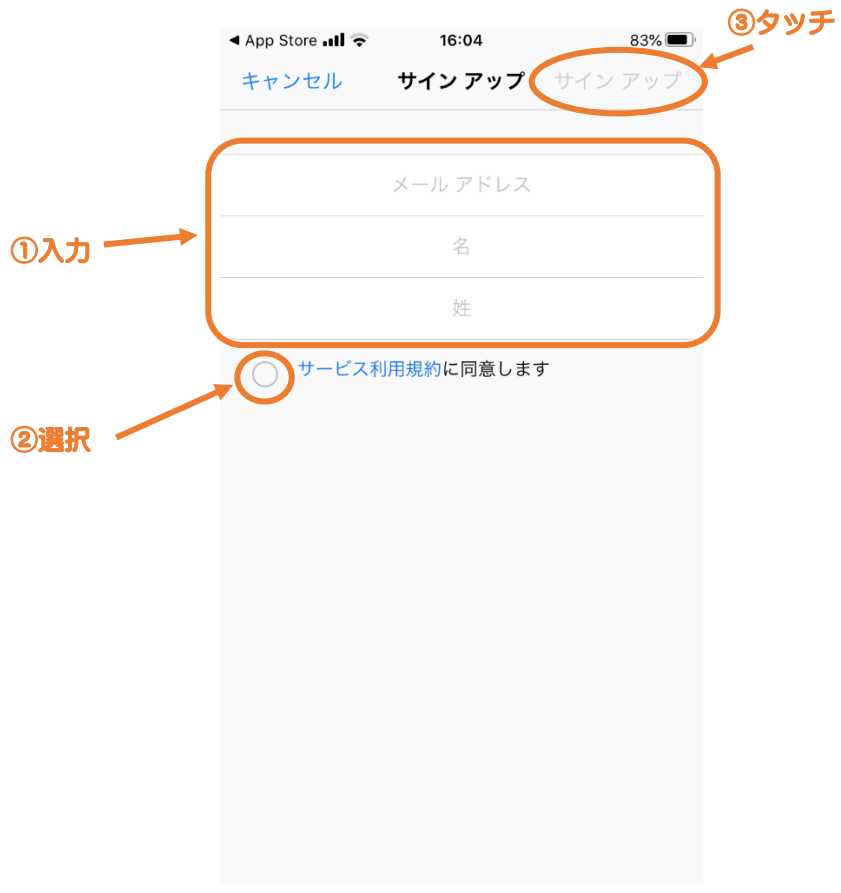 ③タッチ
◀ App Store 16:04 83%
キャンセル サイン アップ サイン アップ
メール アドレス
①入力
名
姓
サービス利用規約に同意します
②選択